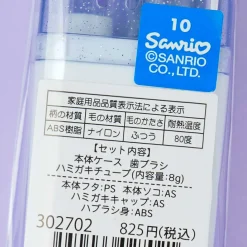 10
Sanrio
©SANRIO
CO.,LTD.
家庭用品品質表示法による表示
柄の材質 毛の材質 毛のかたさ 耐熱温度
ABS樹脂 ナイロン ふつう 80度
【セット内容】
本体ケース 歯ブラシ
ハミガキチューブ(内容量:8g)
本体フタ:PS 本体ソコ:AS
ハミガキキャップ:AS
ハブラシ身:ABS
302702 825円(税込)